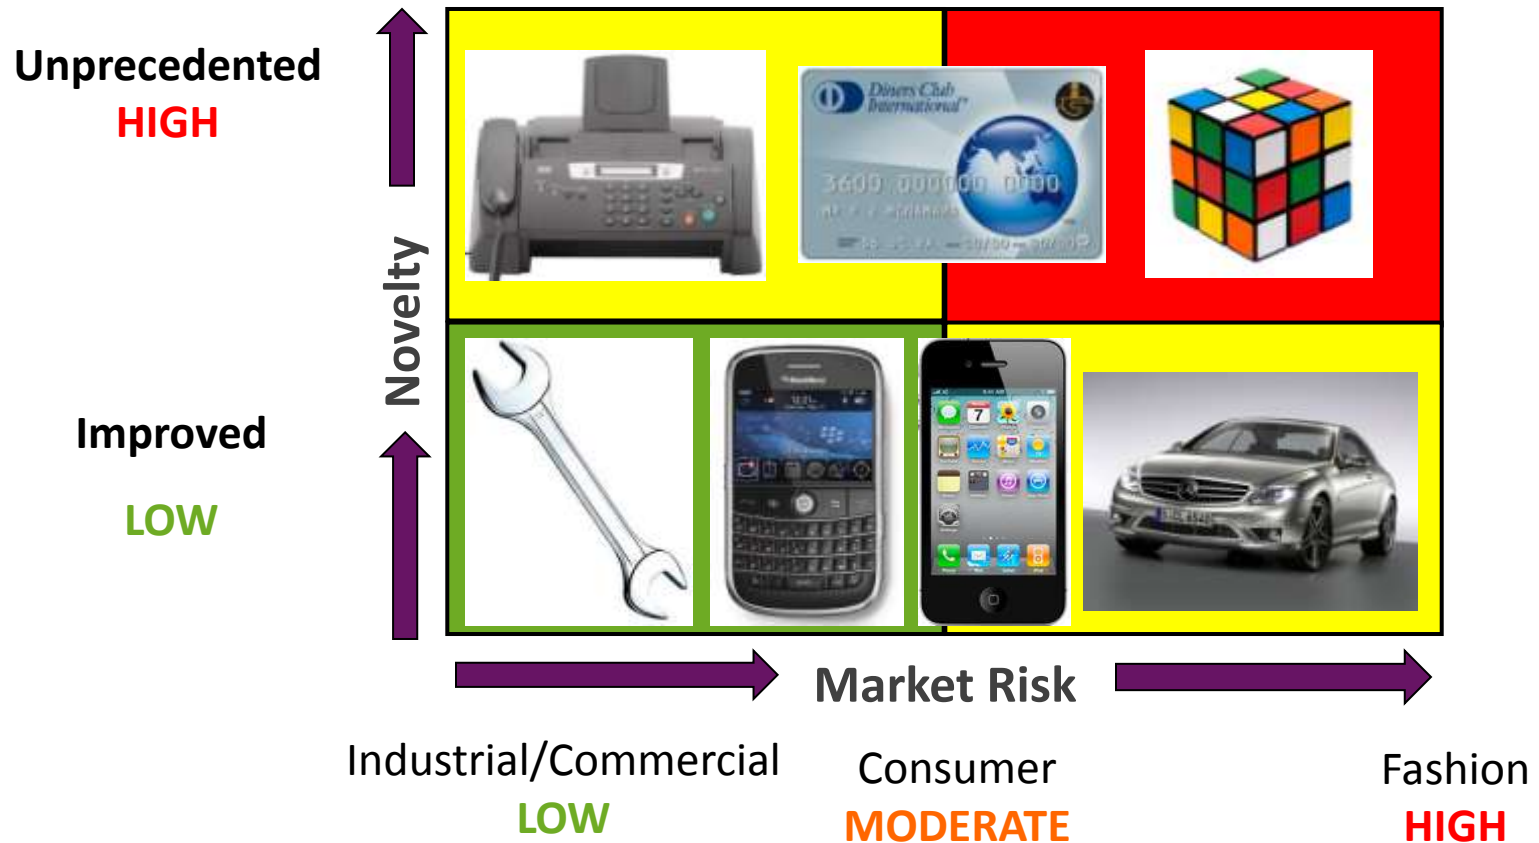 Unprecedented
HIGH
Novelty
Improved
LOW
Diners Club
International
3600 000000 0000
7
Market Risk
Industrial/Commercial
LOW
Consumer
MODERATE
Fashion
HIGH